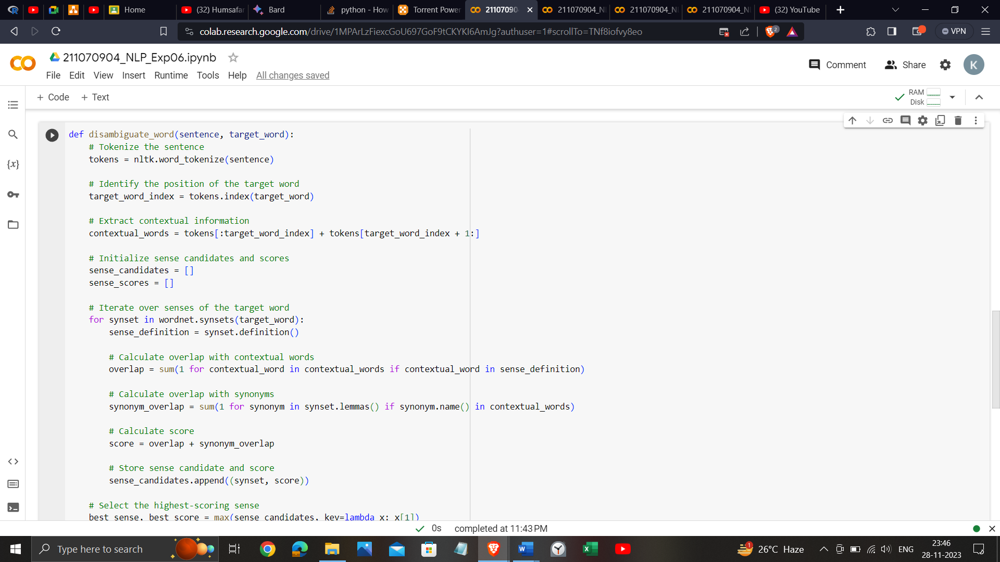 Home
(32) Humsafar
Bard
python - How
Torrent Power
21107090
211070904_NI
211070904_NI
211070904_NI
(32) YouTube
colab.research.google.com/drive/1MPArLzFiexcGoU697GoF9tCKYKI6AmJg?authuser=1#scrollTo=TNf8iofvy8eo
2
VPN
CO
211070904_NLP_Exp06.ipynb
File Edit View Insert Runtime Tools Help All changes saved
Comment
Share
K
+ Code + Text
RAM
Disk
{x}
def disambiguate_word(sentence, target_word):
    # Tokenize the sentence
    tokens = nltk.word_tokenize(sentence)
    # Identify the position of the target word
    target_word_index = tokens.index(target_word)
    # Extract contextual information
    contextual_words = tokens[:target_word_index] + tokens[target_word_index + 1:]
    # Initialize sense candidates and scores
    sense_candidates = []
    sense_scores = []
    # Iterate over senses of the target word
    for synset in wordnet.synsets(target_word):
        sense_definition = synset.definition()
        # Calculate overlap with contextual words
        overlap = sum(1 for contextual_word in contextual_words if contextual_word in sense_definition)
        # Calculate overlap with synonyms
        synonym_overlap = sum(1 for synonym in synset.lemmas() if synonym.name() in contextual_words)
        # Calculate score
        score = overlap + synonym_overlap
        # Store sense candidate and score
        sense_candidates.append((synset, score))
    # Select the highest-scoring sense
    best_sense, best_score = max(sense_candidates, key=lambda x: x[1])
0s completed at 11:43 PM
Type here to search
1
26°C Haze
ENG
23:46
28-11-2023